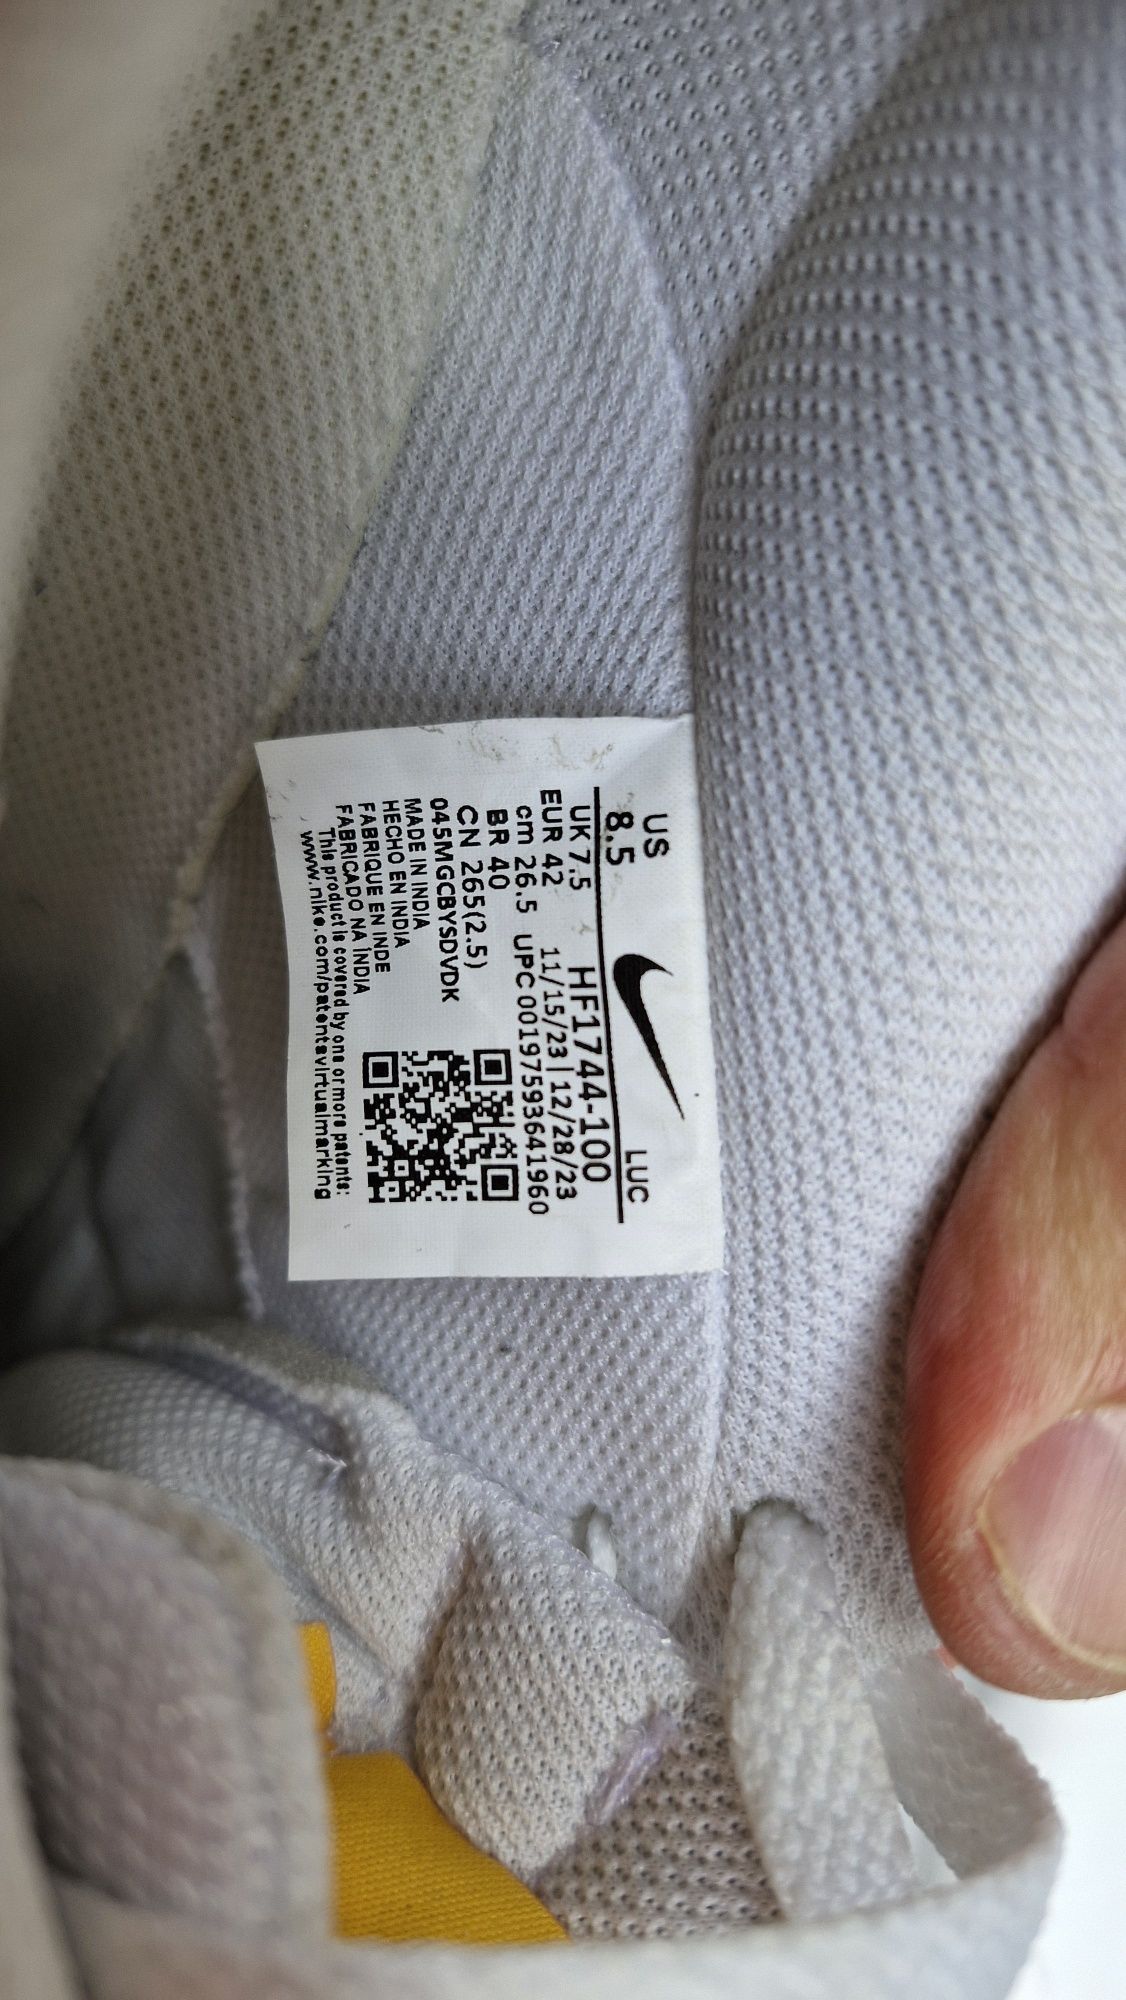 US
8.5 LUC
UK 7.5 HF1744-100
EUR 42 11/15/23 | 12/28/23
cm 26.5 UPC 00197593641960
BR 40
CN 265(2.5)
045MGCBYSDVDK
MADE IN INDIA
HECHO EN INDIA
FABRIQUE EN INDE
FABRICADO NA ÍNDIA
This product is covered by one or more patents:
www.nike.com/patentsvirtualmarking